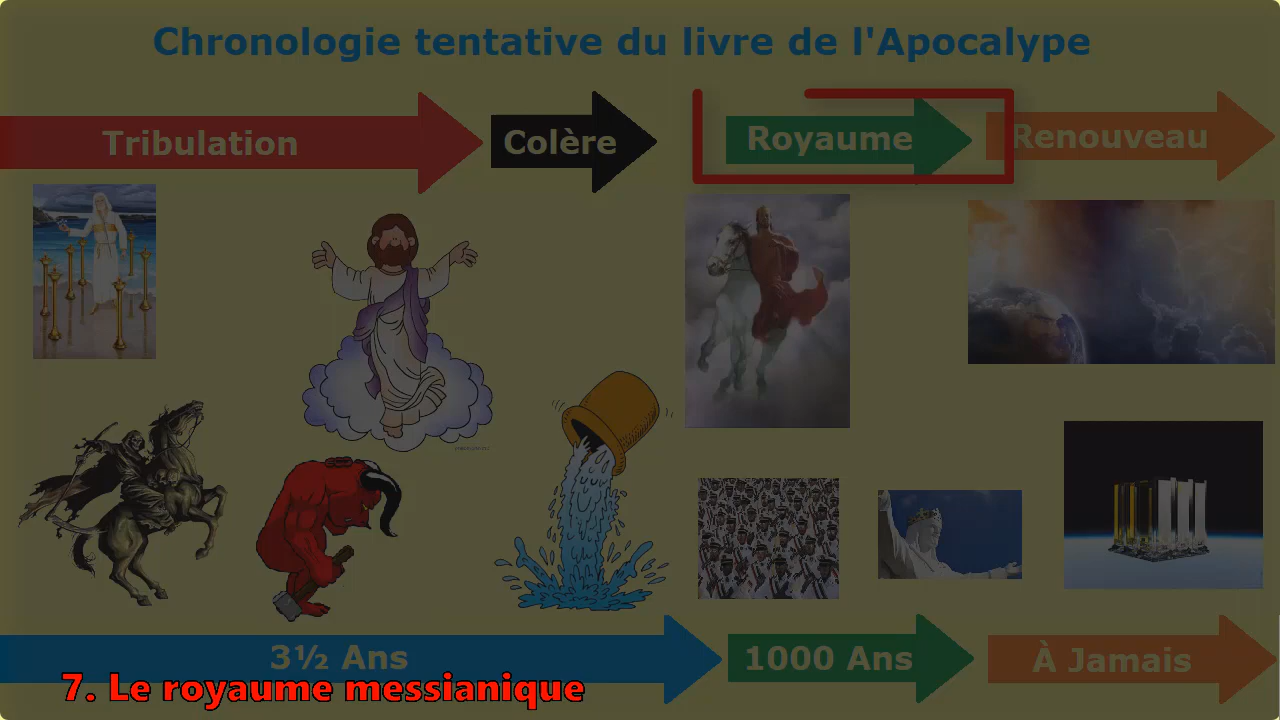 Chronologie tentative du livre de l'Apocalype
Tribulation
Colère
Royaume
Renouveau
3½ Ans
1000 Ans
À Jamais
7. Le royaume messianique